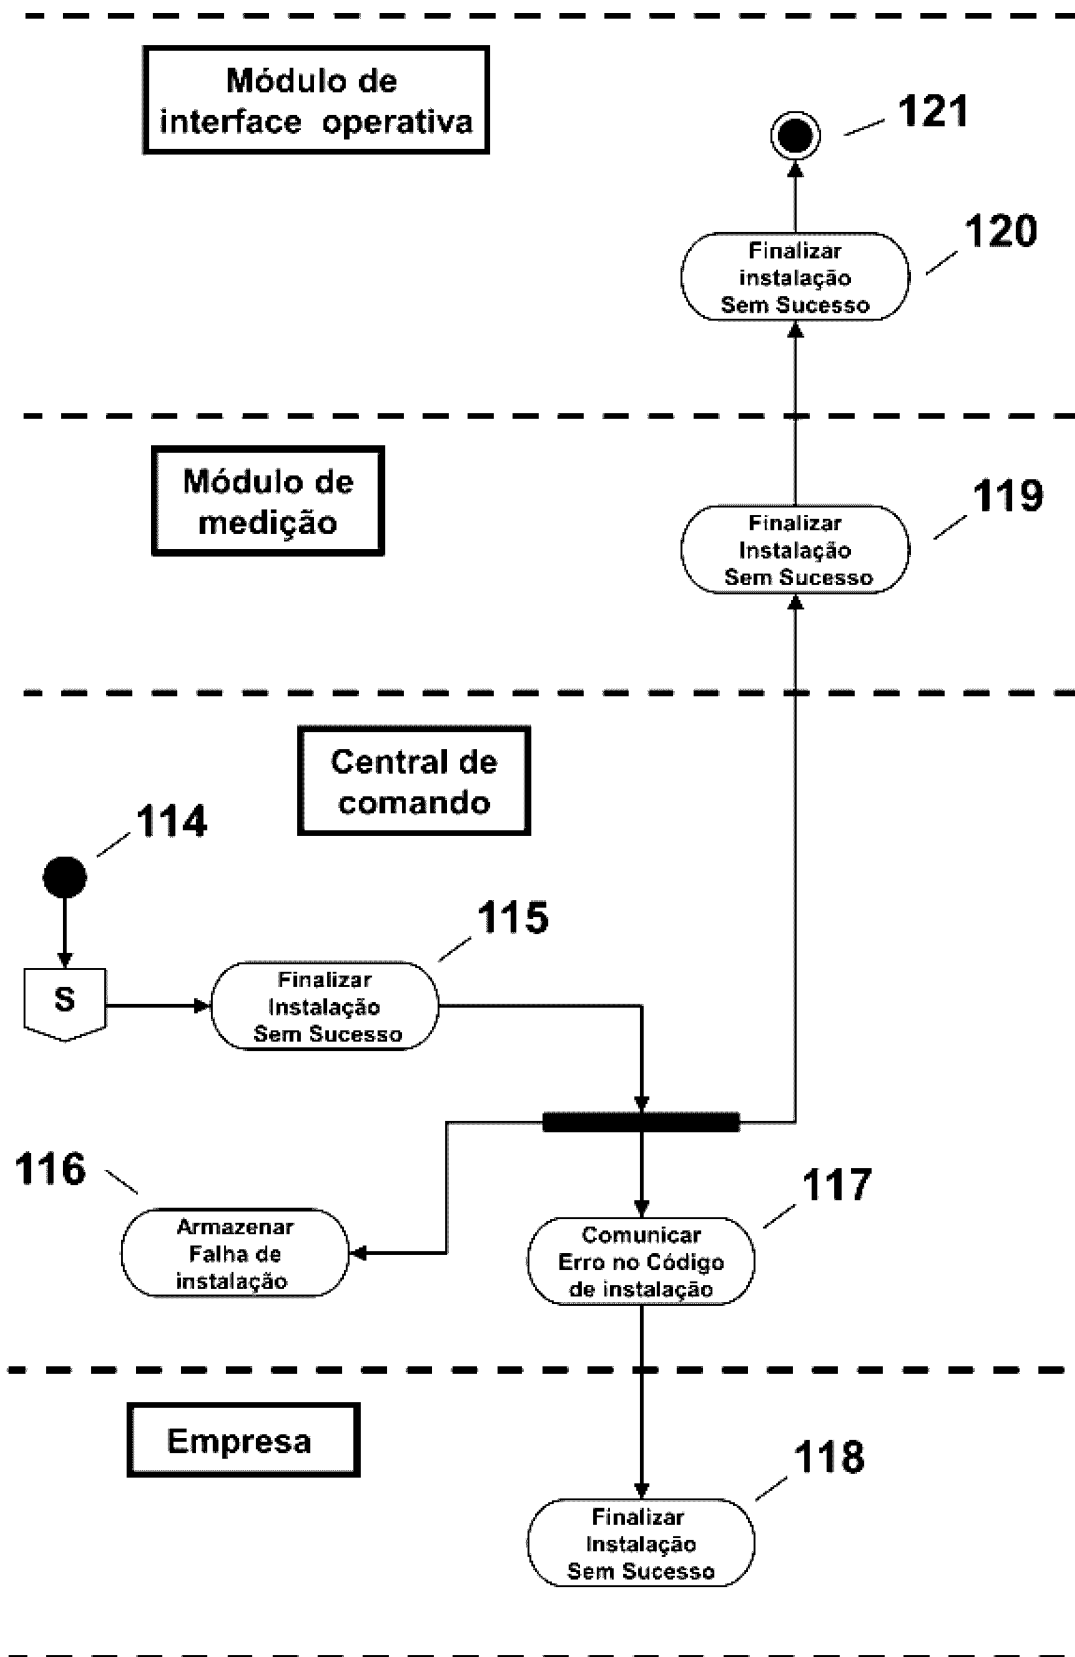 Módulo de
interface operativa
121
120
Finalizar
instalação
Sem Sucesso
Módulo de
medição
119
Finalizar
Instalação
Sem Sucesso
Central de
comando
114
115
S
Finalizar
Instalação
Sem Sucesso
116
117
Armazenar
Falha de
instalação
Comunicar
Erro no Código
de instalação
Empresa
118
Finalizar
Instalação
Sem Sucesso